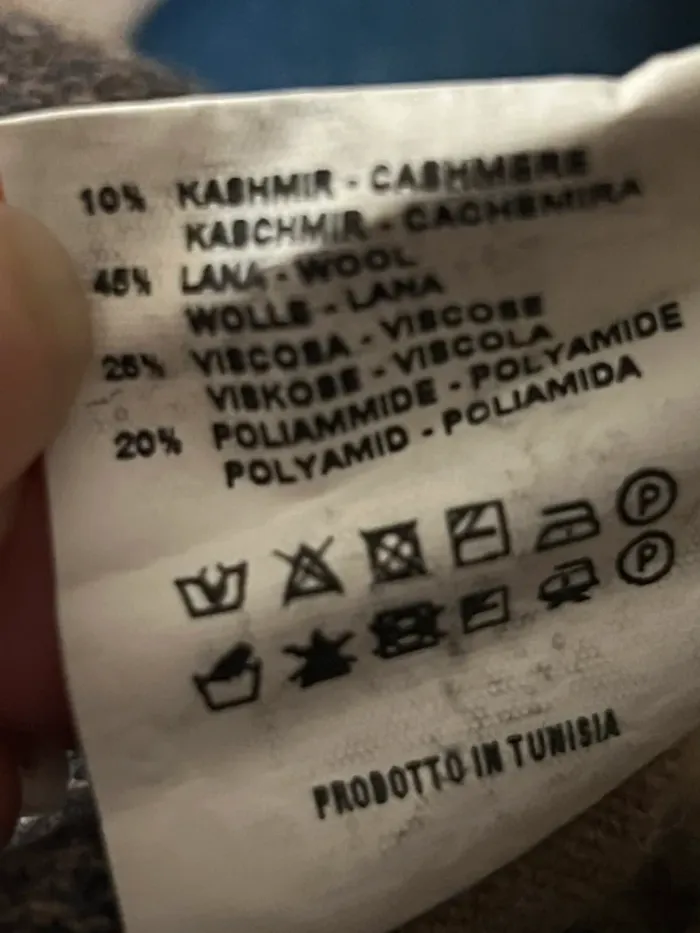 10% KASHMIR - CASHMERE
KASCHMIR - CACHEMIRA
45% LANA - WOOL
WOLLE - LANA
25% VISCOSA - VISCOSE
VISKOSE - VISCOLA
20% POLIAMMIDE - POLYAMIDE
POLYAMID - POLIAMIDA
P
P
PRODOTTO IN TUNISIA